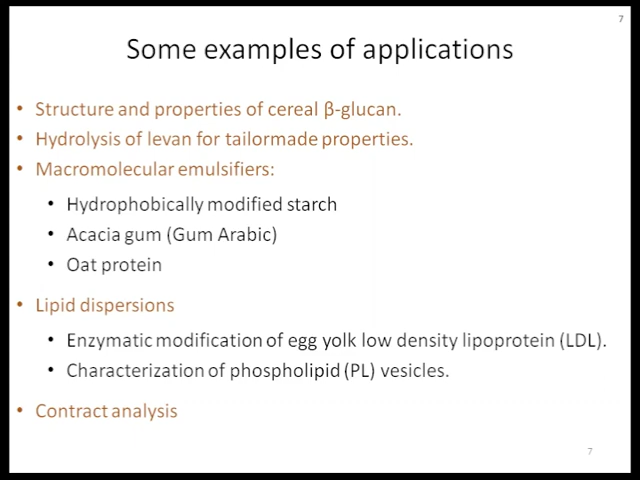 7
Some examples of applications
• Structure and properties of cereal β-glucan.
• Hydrolysis of levan for tailormade properties.
• Macromolecular emulsifiers:
• Hydrophobically modified starch
• Acacia gum (Gum Arabic)
• Oat protein
• Lipid dispersions
• Enzymatic modification of egg yolk low density lipoprotein (LDL).
• Characterization of phospholipid (PL) vesicles.
• Contract analysis
7